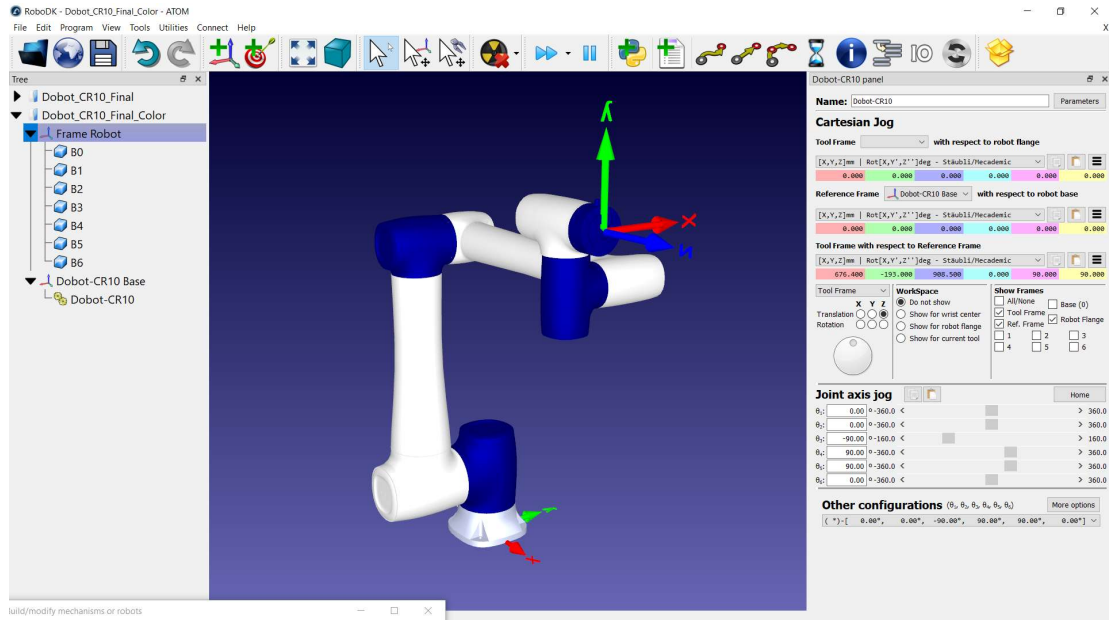 RoboDK - Dobot_CR10_Final_Color - ATOM
File Edit Program View Tools Utilities Connect Help X
IO
Tree
Dobot_CR10_Final
Dobot_CR10_Final_Color
Frame Robot
B0
B1
B2
B3
B4
B5
B6
Dobot-CR10 Base
Dobot-CR10
Dobot-CR10 panel
Name: Dobot-CR10 Parameters
Cartesian Jog
Tool Frame with respect to robot flange
[X,Y,Z]mm | Rot[X,Y',Z'']deg - Stäubli/Mecademic
0.000 0.000 0.000 0.000 0.000 0.000
Reference Frame Dobot-CR10 Base with respect to robot base
[X,Y,Z]mm | Rot[X,Y',Z'']deg - Stäubli/Mecademic
0.000 0.000 0.000 0.000 0.000 0.000
Tool Frame with respect to Reference Frame
[X,Y,Z]mm | Rot[X,Y',Z'']deg - Stäubli/Mecademic
676.400 -193.000 908.500 0.000 90.000 90.000
Tool Frame
X Y Z
Translation
Rotation
WorkSpace
Do not show
Show for wrist center
Show for robot flange
Show for current tool
Show Frames
All/None Base (0)
Tool Frame Robot Flange
Ref. Frame
1 2 3
4 5 6
Joint axis jog Home
θ₁: 0.00 º -360.0 < > 360.0
θ₂: 0.00 º -360.0 < > 360.0
θ₃: -90.00 º -160.0 < > 160.0
θ₄: 90.00 º -360.0 < > 360.0
θ₅: 90.00 º -360.0 < > 360.0
θ₆: 0.00 º -360.0 < > 360.0
Other configurations (θ₁, θ₂, θ₃, θ₄, θ₅, θ₆) More options
( *)-[ 0.00°, 0.00°, -90.00°, 90.00°, 90.00°, 0.00°]
Y
X
Z
Y
X
uild/modify mechanisms or robots